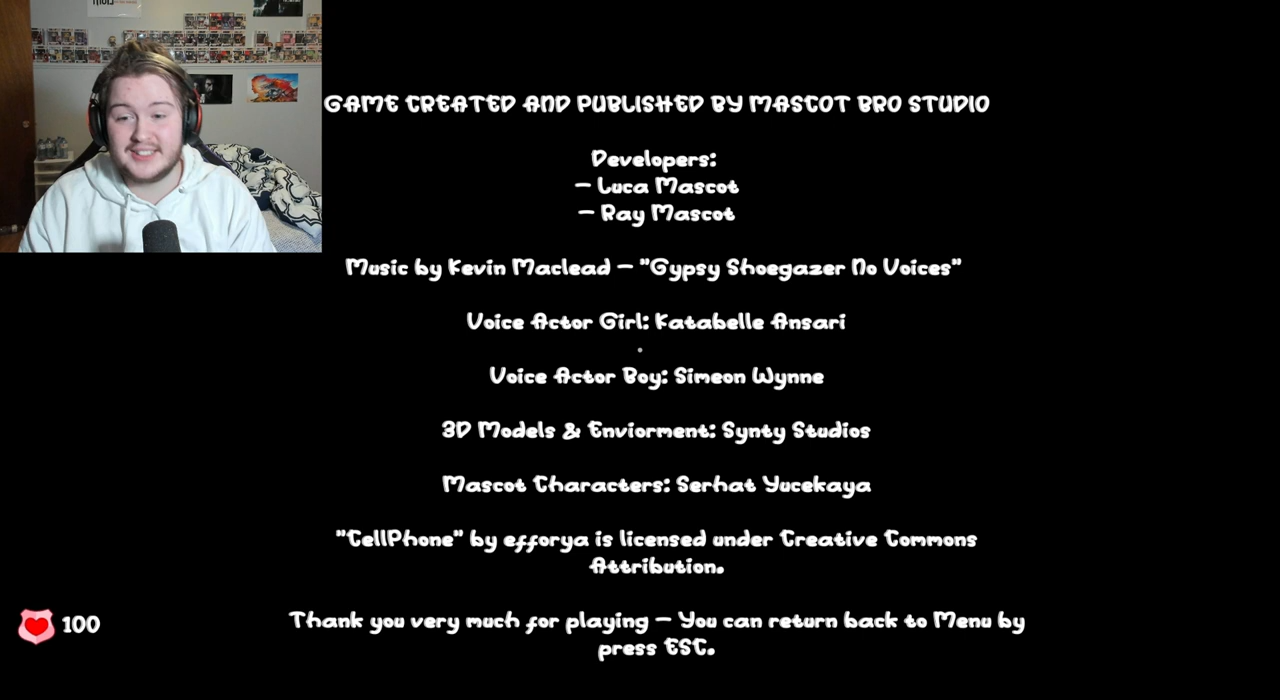 GAME CREATED AND PUBLISHED BY MASCOT BRO STUDIO
Developers:
- Luca Mascot
- Ray Mascot
Music by Kevin Maclead - "Gypsy Shoegazer No Voices"
Voice Actor Girl: Katabelle Ansari
Voice Actor Boy: Simeon Wynne
3D Models & Enviorment: Synty Studios
Mascot Characters: Serhat Yucekaya
"CellPhone" by efforya is licensed under Creative Commons
Attribution.
100
Thank you very much for playing - You can return back to Menu by
press ESC.